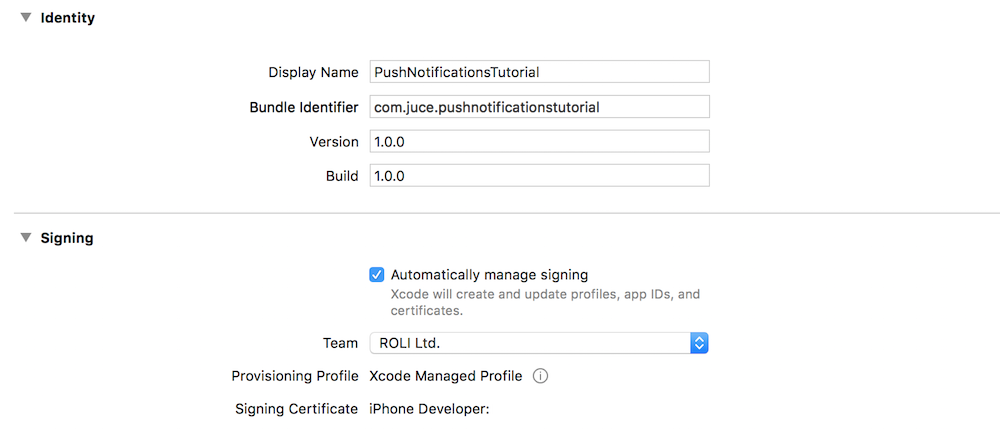 Identity
Display Name PushNotificationsTutorial
Bundle Identifier com.juce.pushnotificationstutorial
Version 1.0.0
Build 1.0.0
Signing
Automatically manage signing
Xcode will create and update profiles, app IDs, and
certificates.
Team ROLI Ltd.
Provisioning Profile Xcode Managed Profile
Signing Certificate iPhone Developer: